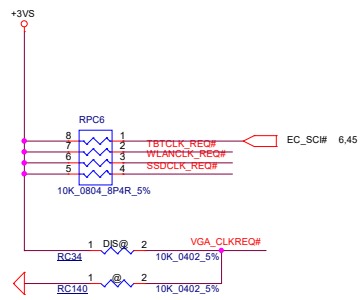 +3VS
RPC6
8 1
7 2 TBTCLK_REQ#
6 3 WLANCLK_REQ#
5 4 SSDCLK_REQ#
EC_SCI# 6,45
10K_0804_8P4R_5%
VGA_CLKREQ#
1 DIS@ 2
RC34 10K_0402_5%
1 @ 2
RC140 10K_0402_5%